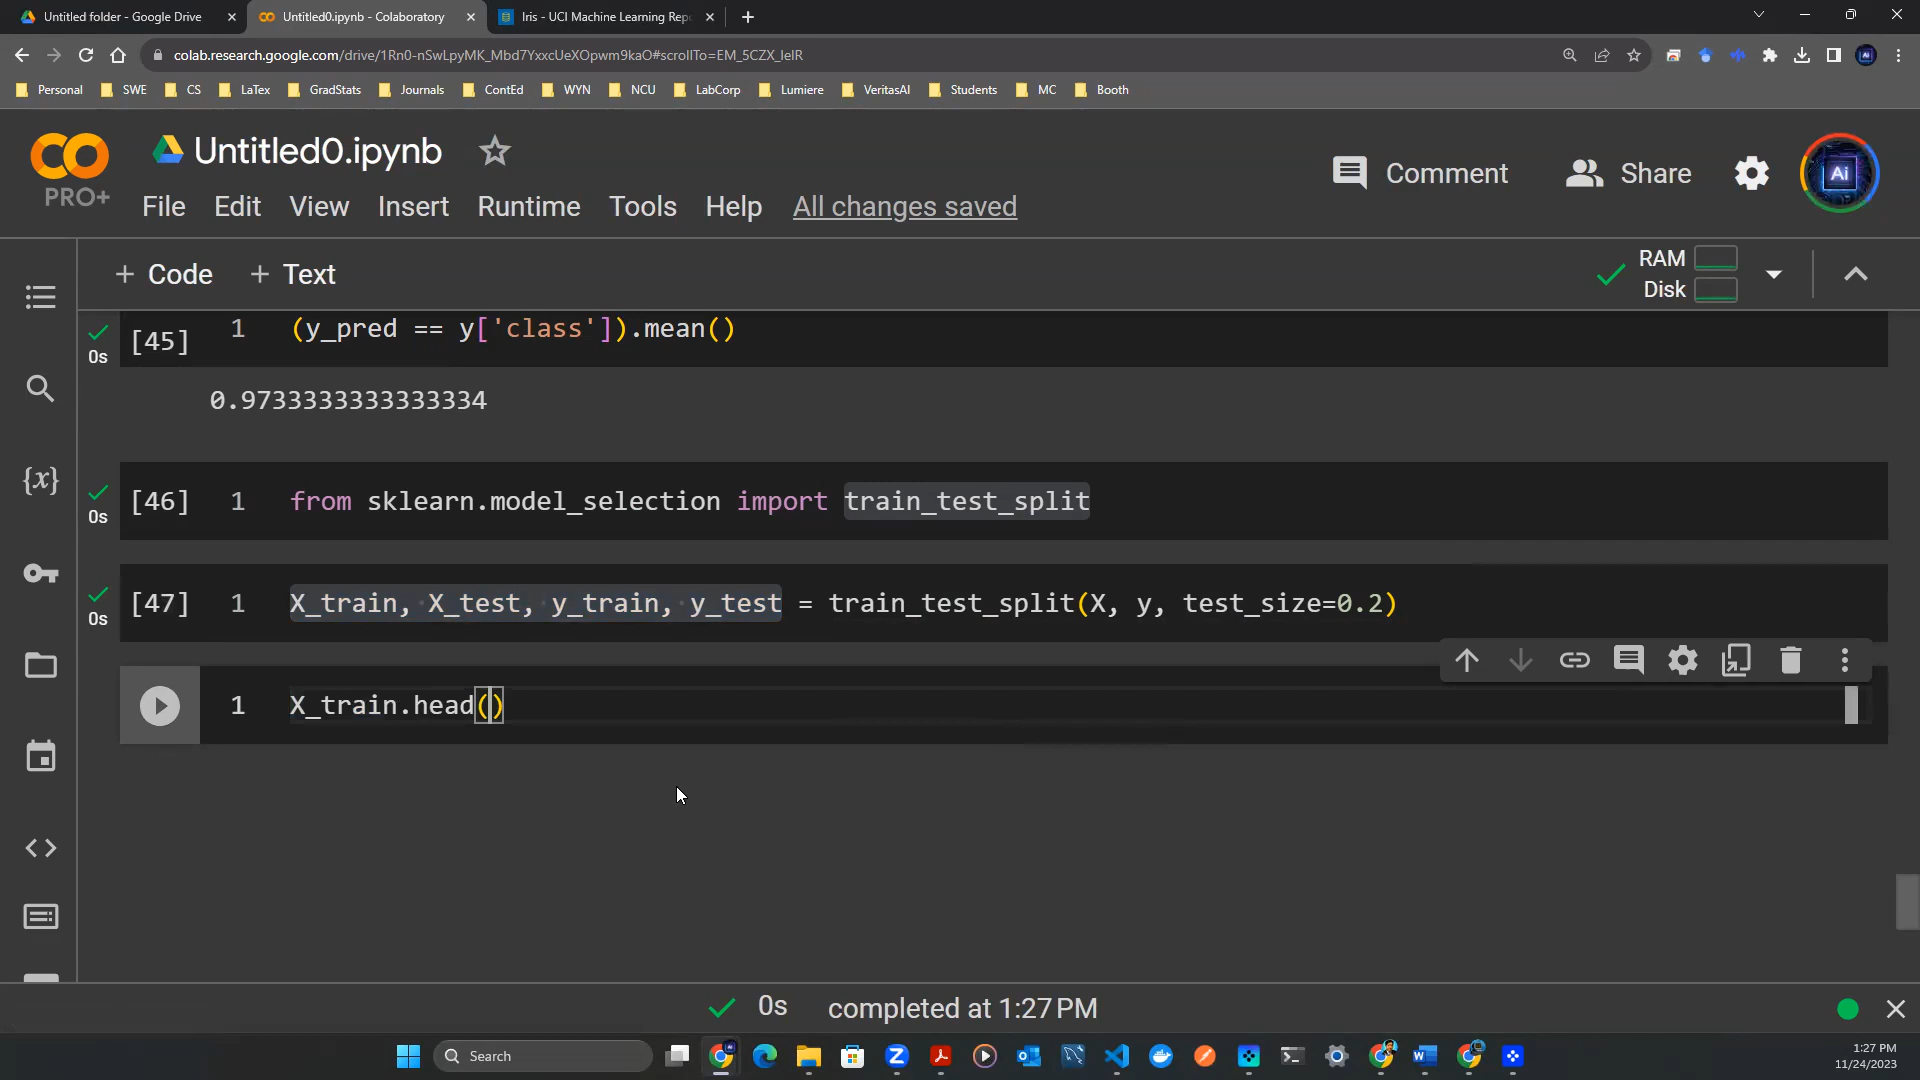 Untitled folder - Google Drive
Untitled0.ipynb - Colaboratory
Iris - UCI Machine Learning Rep
colab.research.google.com/drive/1Rn0-nSwLpyMK_Mbd7YxxcUeXOpwm9kaO#scrollTo=EM_5CZX_IeIR
Personal SWE CS LaTex GradStats Journals ContEd WYN NCU LabCorp Lumiere VeritasAI Students MC Booth
CO
PRO+
Untitled0.ipynb
File Edit View Insert Runtime Tools Help All changes saved
Comment Share
Ai
+ Code + Text
RAM
Disk
[45] 1 (y_pred == y['class']).mean()
0s
0.9733333333333334
[46] 1 from sklearn.model_selection import train_test_split
0s
[47] 1 X_train, X_test, y_train, y_test = train_test_split(X, y, test_size=0.2)
0s
1 X_train.head()
{x}
0s completed at 1:27 PM
Search
1:27 PM
11/24/2023